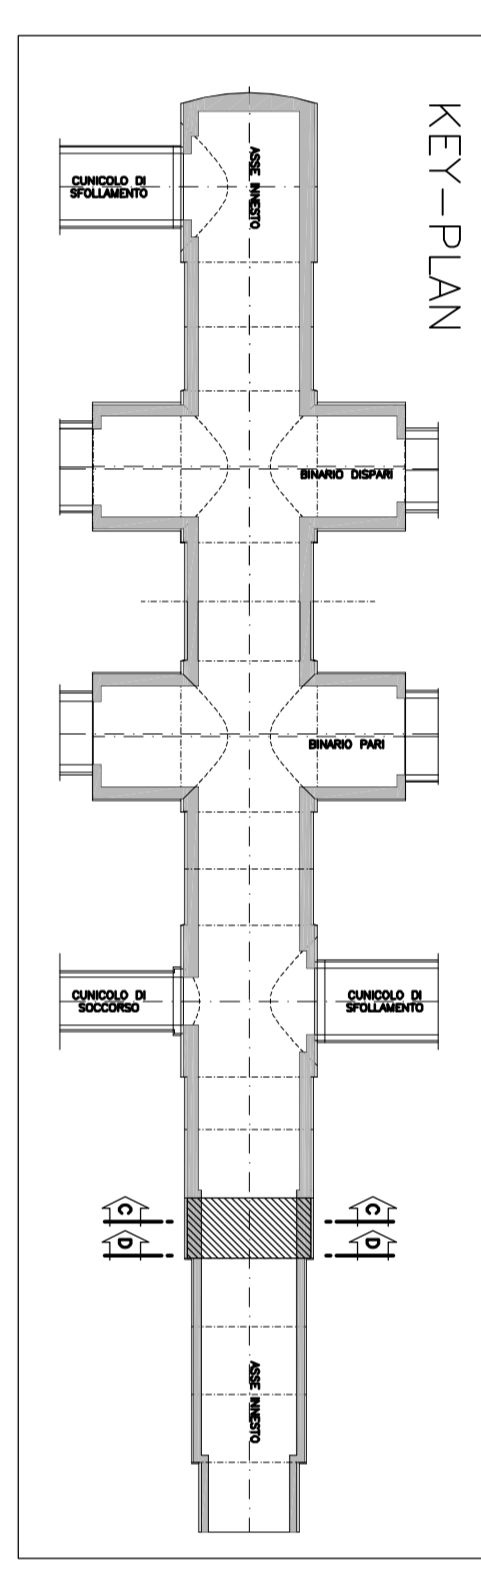 KEY-PLAN
ASSE INNESTO
CUNICOLO DI
SFOLLAMENTO
BINARIO DISPARI
BINARIO PARI
CUNICOLO DI
SOCCORSO
CUNICOLO DI
SFOLLAMENTO
C
C
D
D
ASSE INNESTO